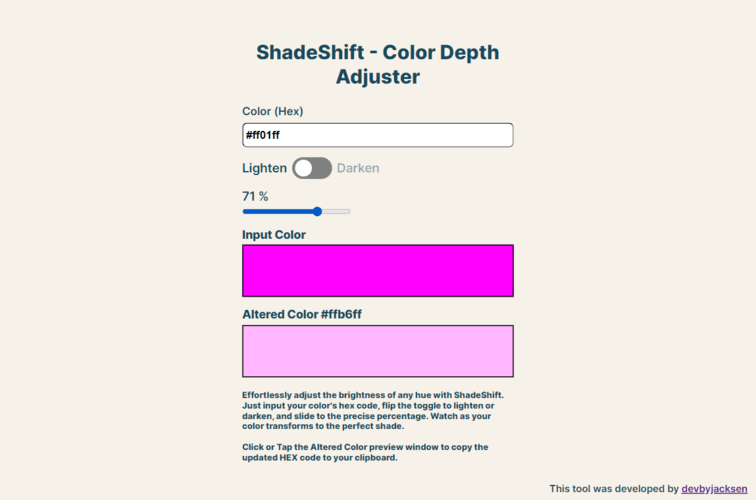 ShadeShift - Color Depth
Adjuster
Color (Hex)
#ff01ff
Lighten Darken
71 %
Input Color
Altered Color #ffb6ff
Effortlessly adjust the brightness of any hue with ShadeShift.
Just input your color's hex code, flip the toggle to lighten or
darken, and slide to the precise percentage. Watch as your
color transforms to the perfect shade.
Click or Tap the Altered Color preview window to copy the
updated HEX code to your clipboard.
This tool was developed by devbyjacksen